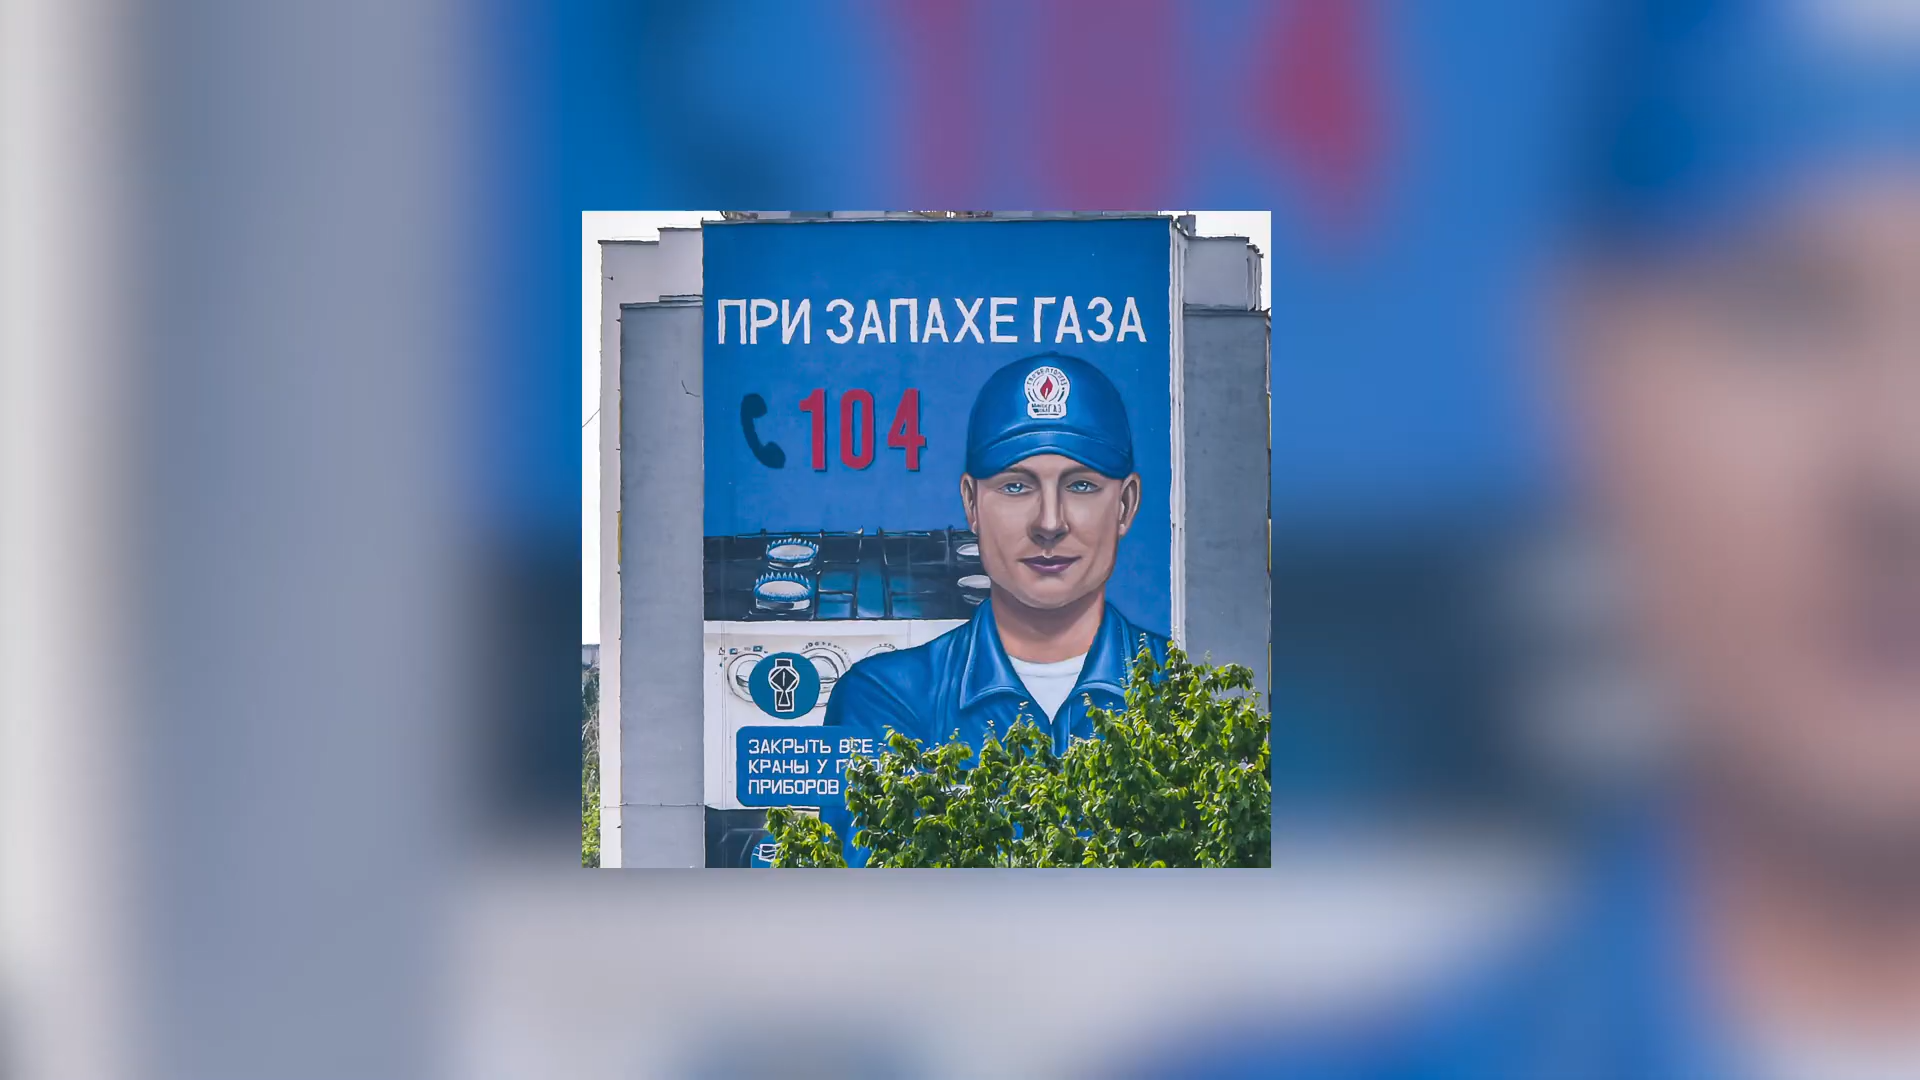 ПРИ ЗАПАХЕ ГАЗА
104
ЗАКРЫТЬ ВСЕ
КРАНЫ У
ПРИБОРОВ